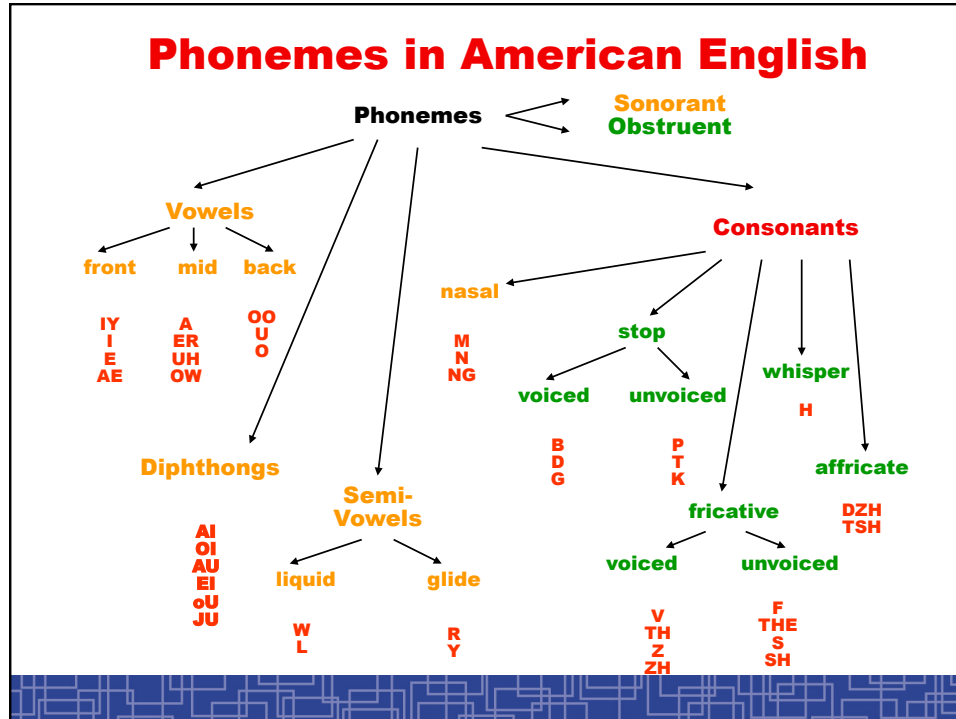 Phonemes in American English
Phonemes
Sonorant
Obstruent
Vowels
front mid back
IY
I
E
AE
A
ER
UH
OW
OO
U
O
Diphthongs
AI
OI
AU
EI
oU
JU
Semi-
Vowels
liquid glide
W
L
R
Y
Consonants
nasal
M
N
NG
stop
voiced unvoiced
B
D
G
P
T
K
fricative
voiced unvoiced
V
TH
Z
ZH
F
THE
S
SH
whisper
H
affricate
DZH
TSH